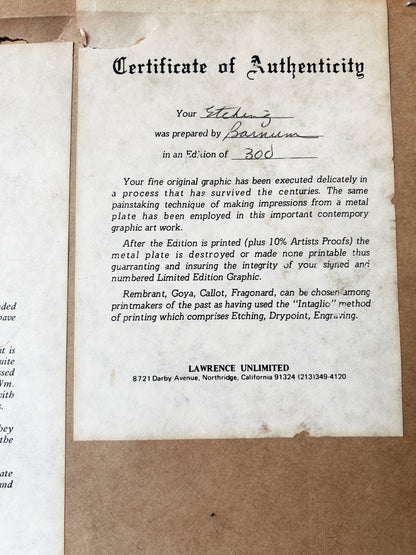 Certificate of Authenticity
Your Etching
was prepared by Barnum
in an Edition of 300
Your fine original graphic has been executed delicately in
a process that has survived the centuries. The same
painstaking technique of making impressions from a metal
plate has been employed in this important contempory
graphic art work.
After the Edition is printed (plus 10% Artists Proofs) the
metal plate is destroyed or made none printable thus
guarranting and insuring the integrity of your signed and
numbered Limited Edition Graphic.
Rembrant, Goya, Callot, Fragonard, can be chosen among
printmakers of the past as having used the "Intaglio" method
of printing which comprises Etching, Drypoint, Engraving.
LAWRENCE UNLIMITED
8721 Darby Avenue, Northridge, California 91324 (213)349-4120
is
with
the